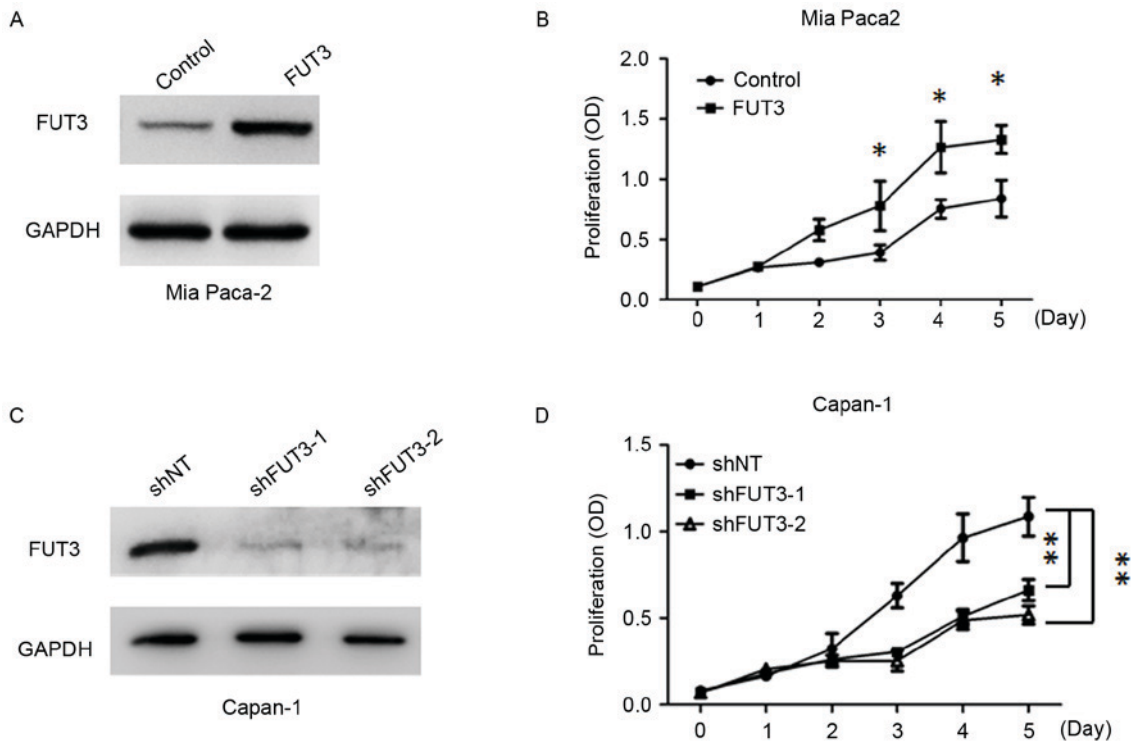 A
Control
FUT3
FUT3
GAPDH
Mia Paca-2
B
Mia Paca2
Proliferation (OD)
2.0
1.5
1.0
0.5
0.0
Control
FUT3
*
*
*
0 1 2 3 4 5 (Day)
C
shNT
shFUT3-1
shFUT3-2
FUT3
GAPDH
Capan-1
D
Capan-1
Proliferation (OD)
1.5
1.0
0.5
0.0
shNT
shFUT3-1
shFUT3-2
**
**
0 1 2 3 4 5 (Day)